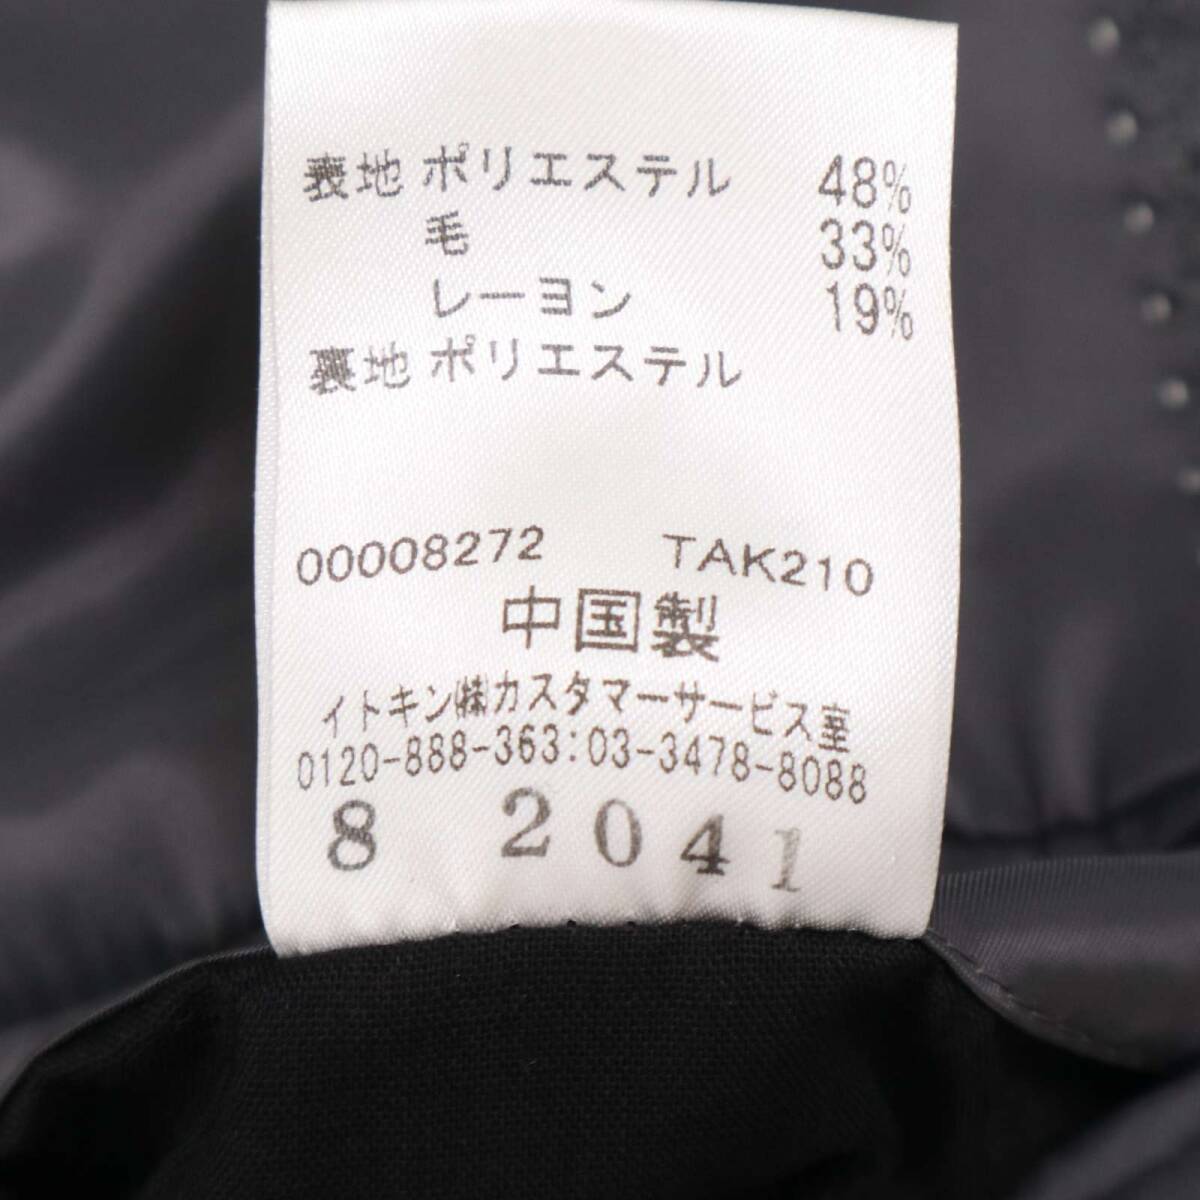 表地 ポリエステル 48%
毛 33%
レーヨン 19%
裏地 ポリエステル
00008272 TAK210
中国製
イトキン㈱カスタマーサービス室
0120-888-363:03-3478-8088
8 2041